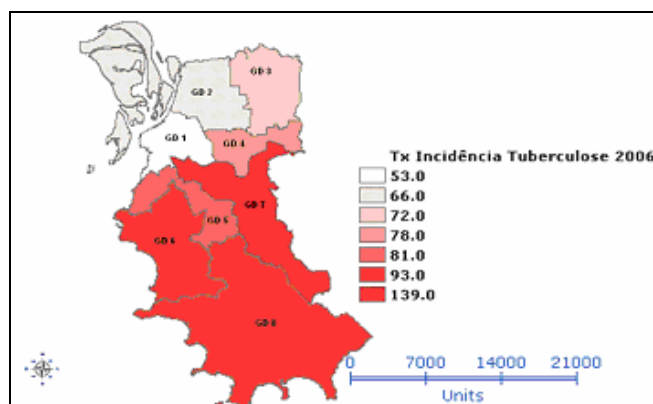 GD 3
GD 2
GD 1
GD 4
Tx Incidência Tuberculose 2006
53.0
66.0
72.0
78.0
81.0
93.0
139.0
GD 7
GD 5
GD 6
GD 8
0 7000 14000 21000
Units